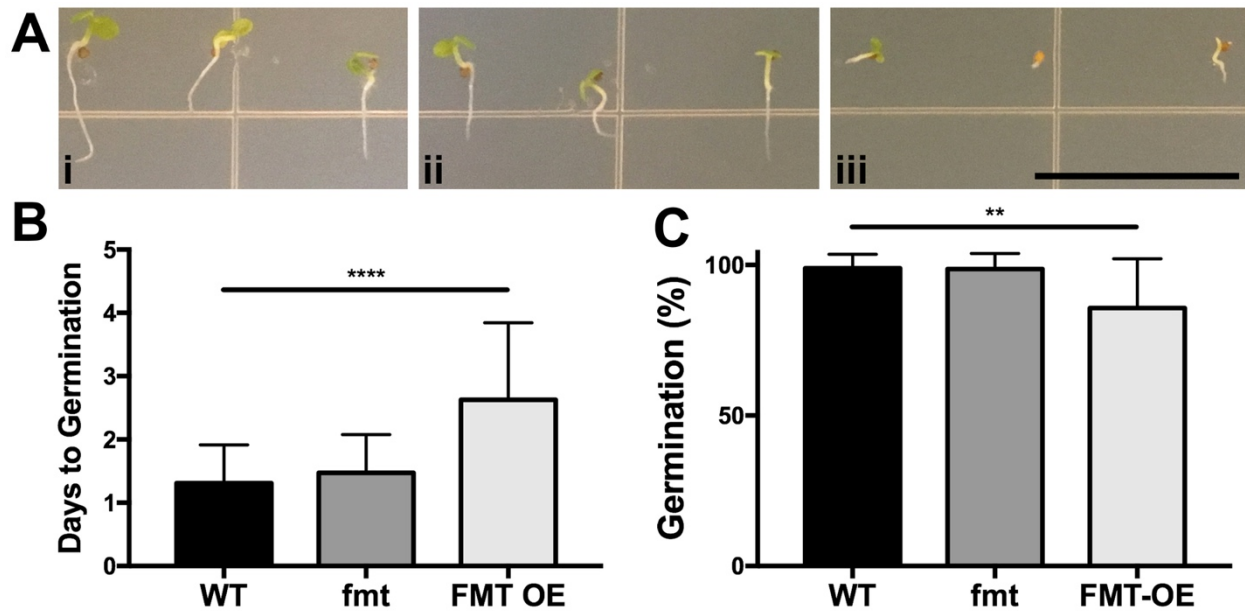 A
i
ii
iii
B
Days to Germination
5
4
3
2
1
0
****
WT
fmt
FMT OE
C
Germination (%)
100
50
0
**
WT
fmt
FMT-OE